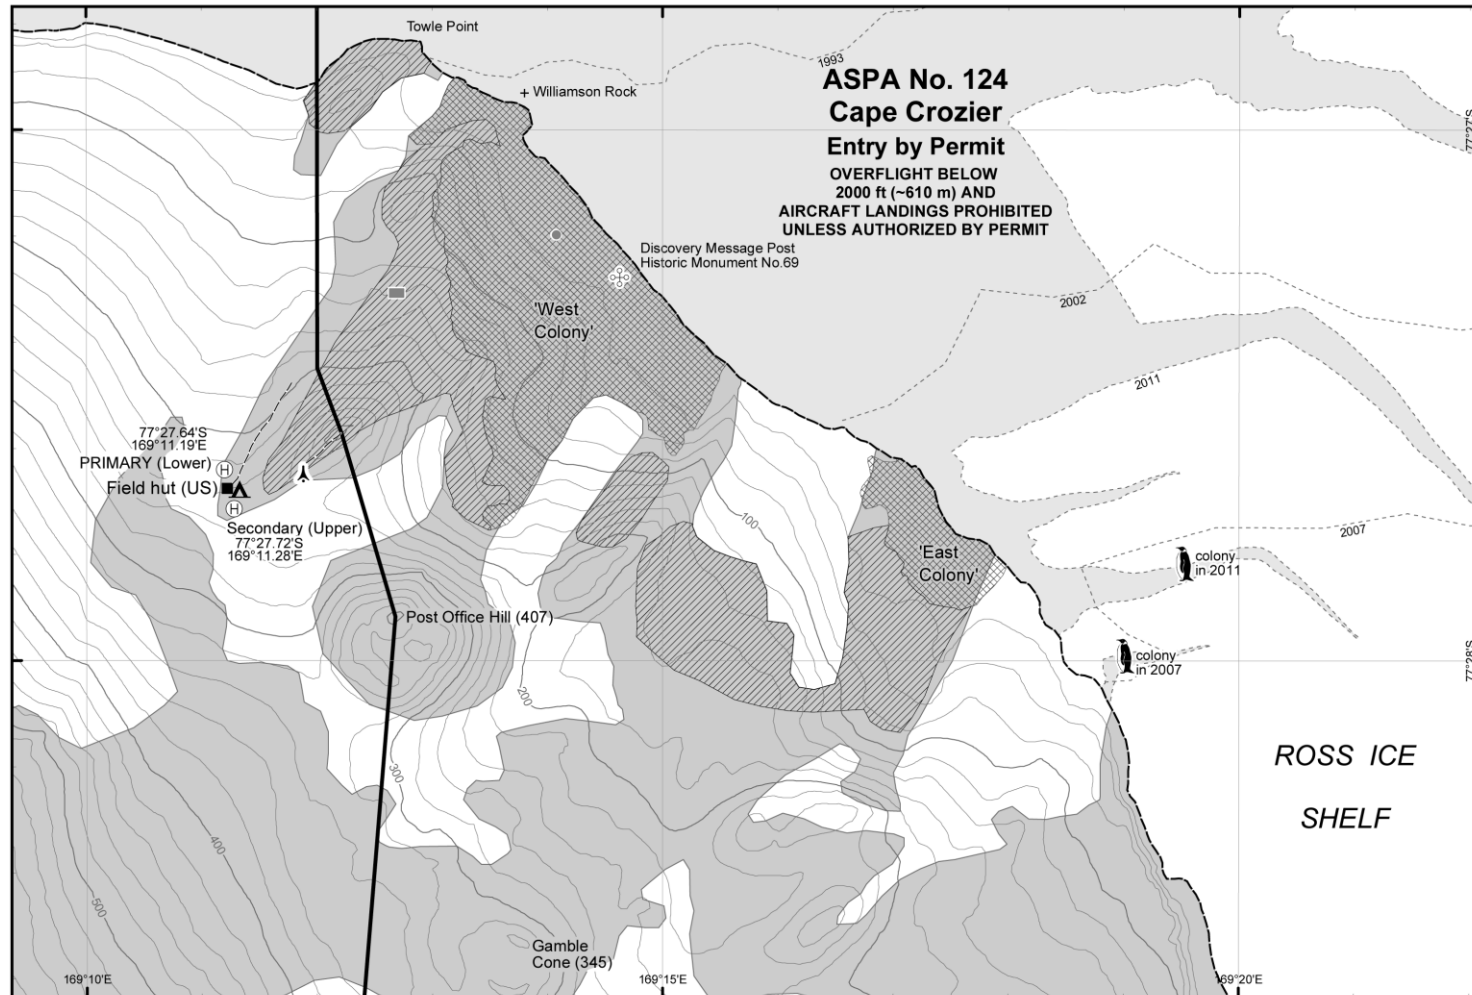 Towle Point
1993
Williamson Rock
ASPA No. 124
Cape Crozier
Entry by Permit
OVERFLIGHT BELOW
2000 ft (~610 m) AND
AIRCRAFT LANDINGS PROHIBITED
UNLESS AUTHORIZED BY PERMIT
77°27'S
Discovery Message Post
Historic Monument No.69
2002
'West
Colony'
2011
77°27.64'S
169°11.19'E
PRIMARY (Lower)
H
Field hut (US)
H
Secondary (Upper)
77°27.72'S
169°11.28'E
100
2007
'East
Colony'
colony
in 2011
Post Office Hill (407)
colony
in 2007
77°28'S
200
ROSS ICE
SHELF
300
400
500
Gamble
Cone (345)
169°10'E
169°15'E
169°20'E